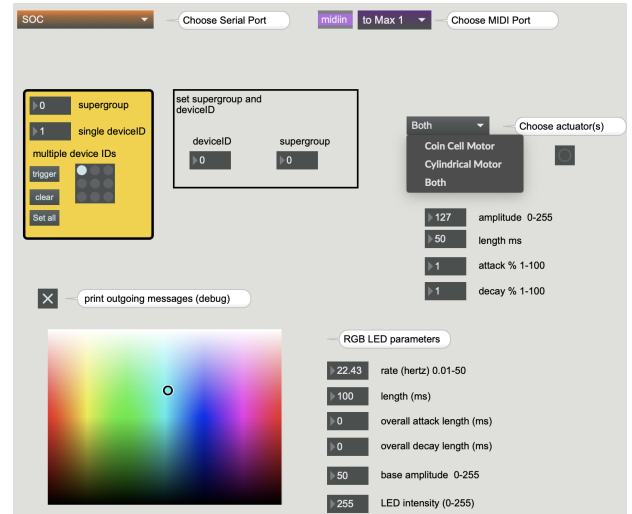 SOC
Choose Serial Port
midiin
to Max 1
Choose MIDI Port
0
supergroup
1
single deviceID
multiple device IDs
trigger
clear
Set all
set supergroup and
deviceID
deviceID
supergroup
0
0
Both
Choose actuator(s)
Coin Cell Motor
Cylindrical Motor
Both
127
amplitude 0-255
50
length ms
1
attack % 1-100
1
decay % 1-100
print outgoing messages (debug)
RGB LED parameters
22.43
rate (hertz) 0.01-50
100
length (ms)
0
overall attack length (ms)
0
overall decay length (ms)
50
base amplitude 0-255
255
LED intensity (0-255)